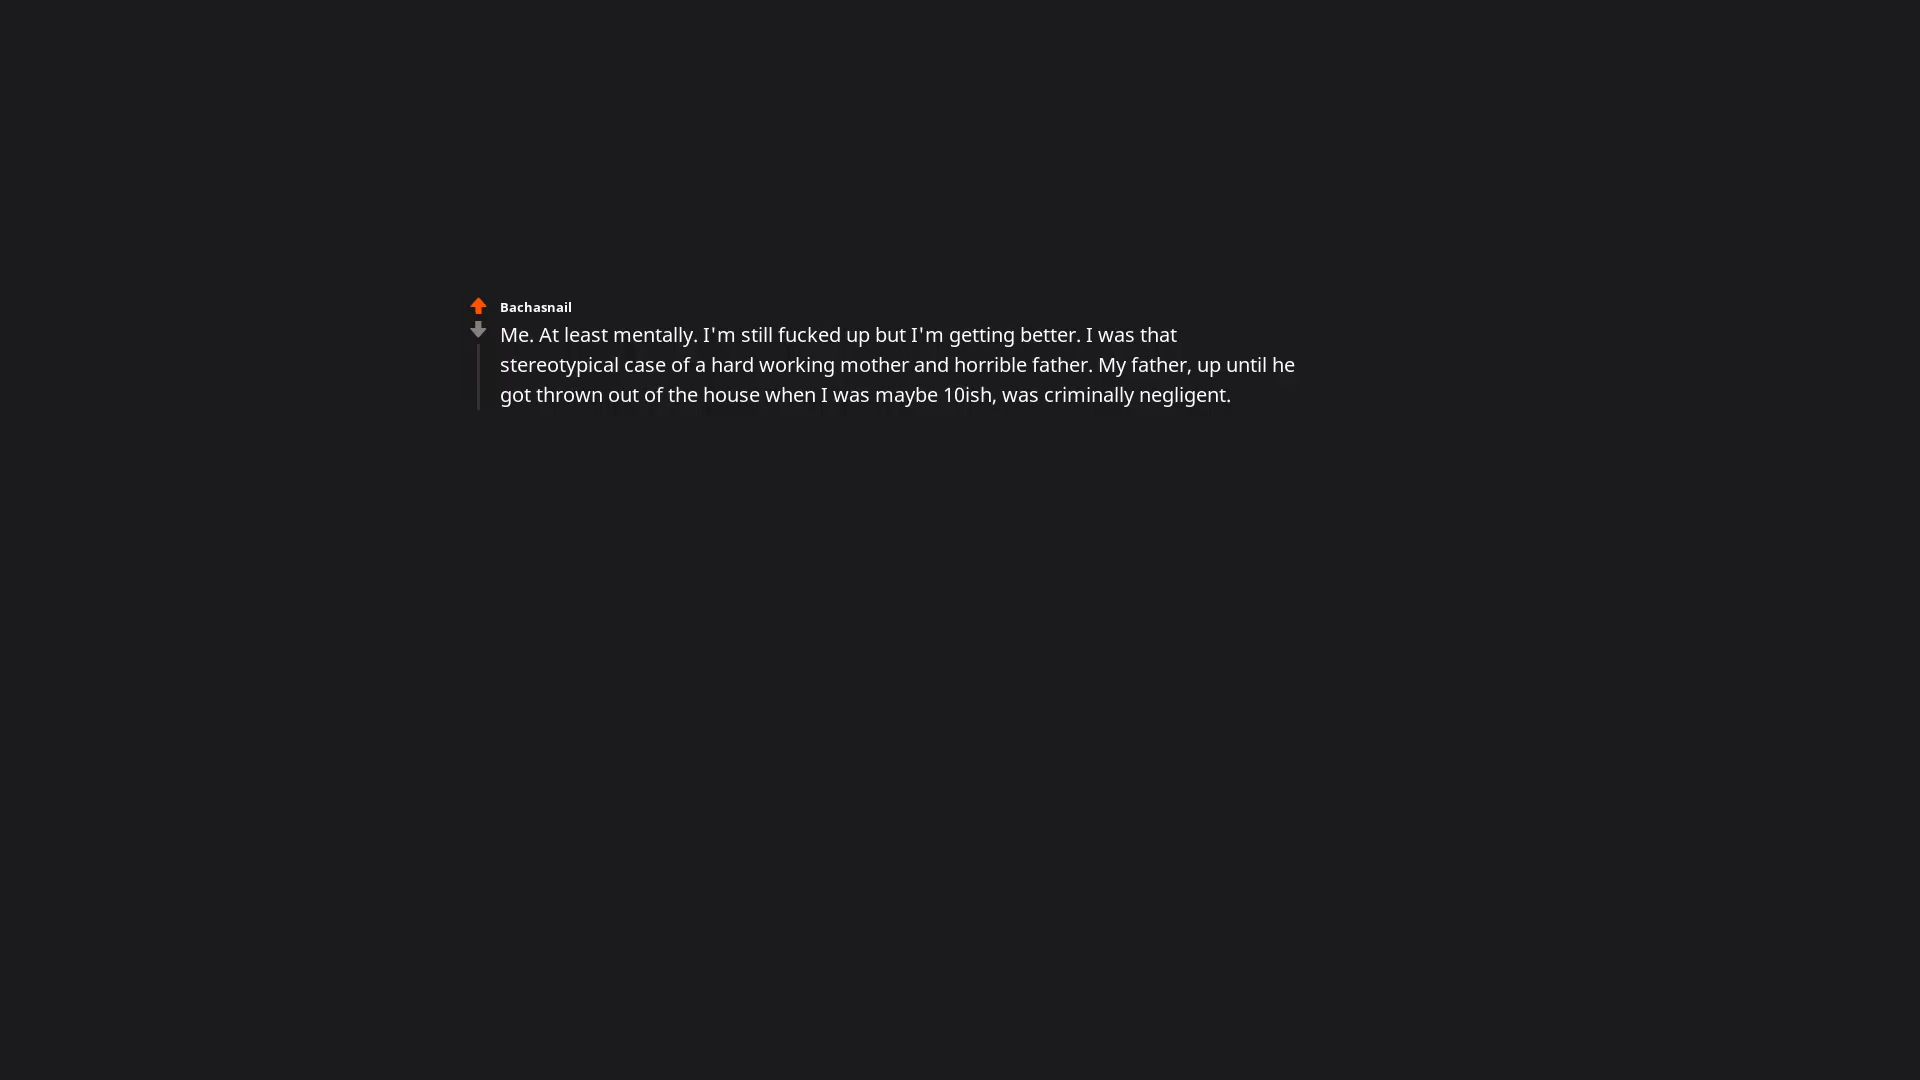 Bachasnail
Me. At least mentally. I'm still fucked up but I'm getting better. I was that
stereotypical case of a hard working mother and horrible father. My father, up until he
got thrown out of the house when I was maybe 10ish, was criminally negligent.